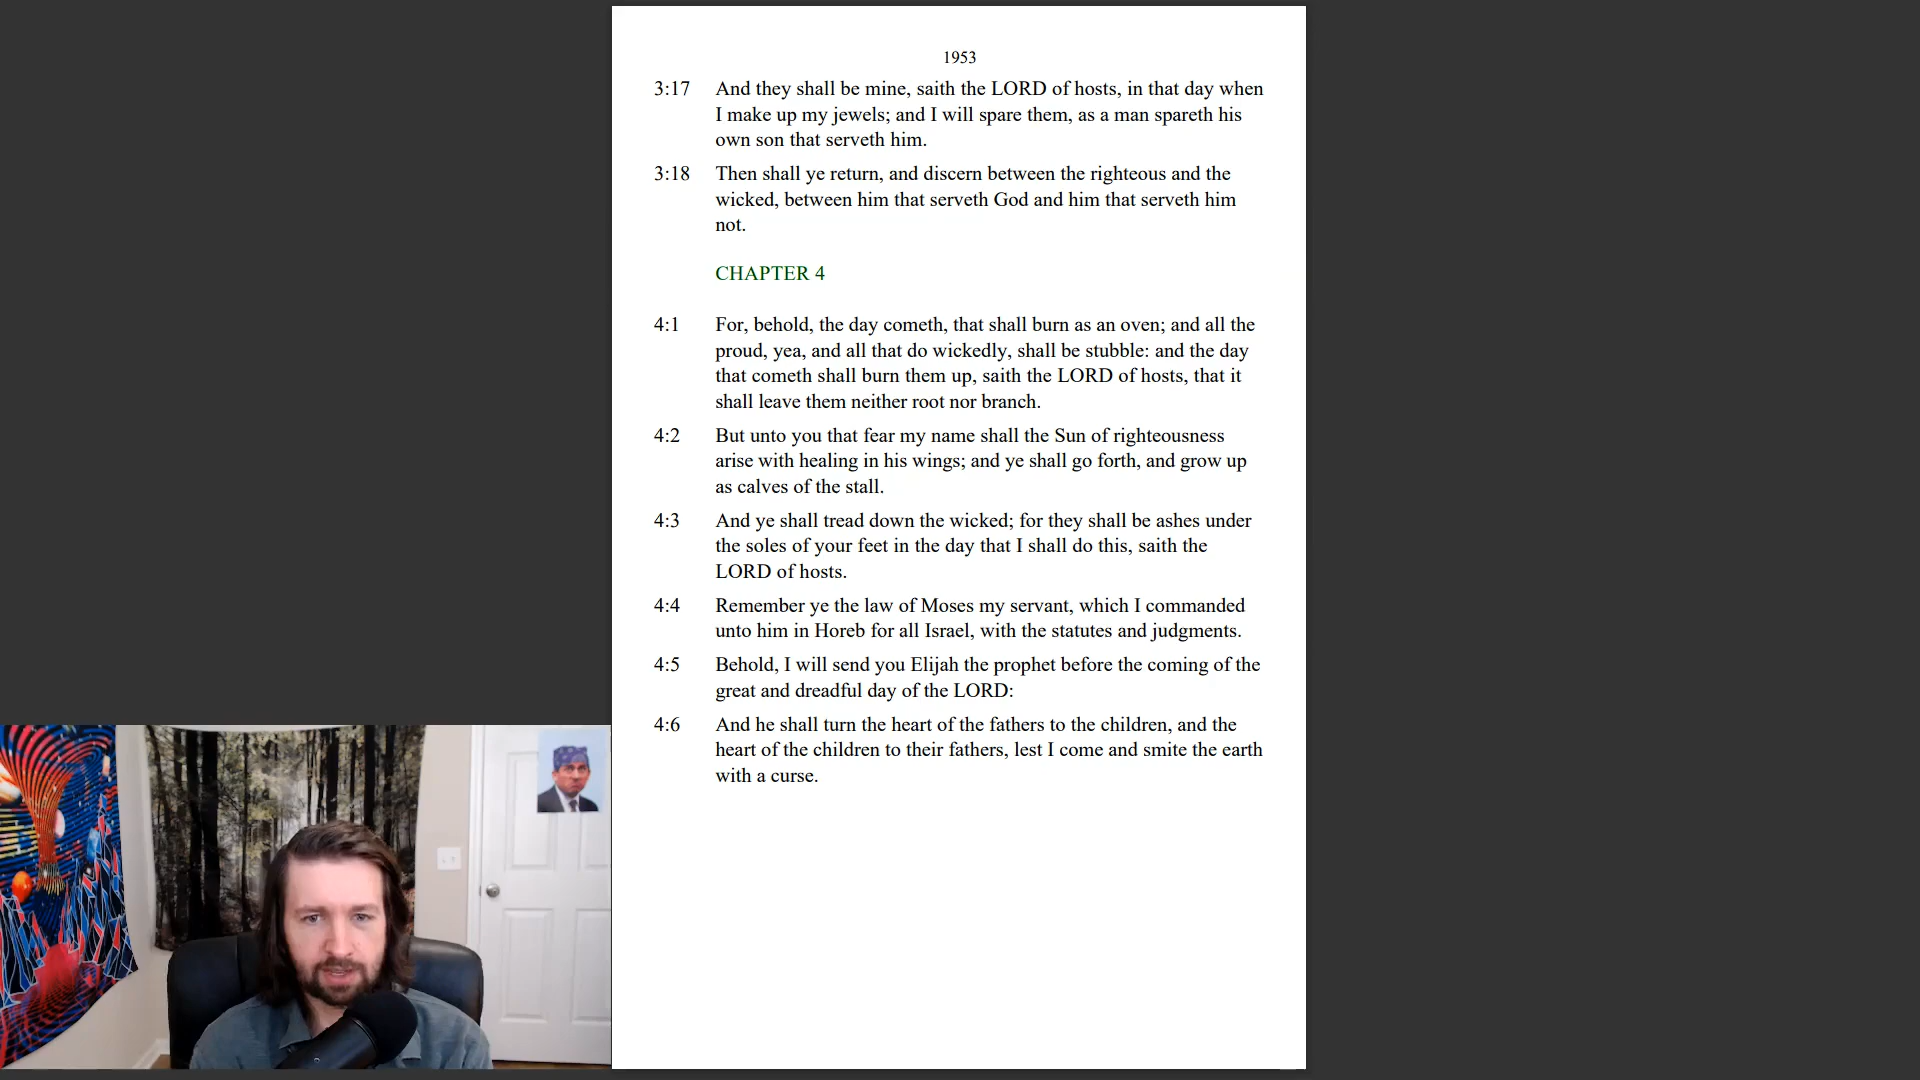 1953
3:17 And they shall be mine, saith the LORD of hosts, in that day when
I make up my jewels; and I will spare them, as a man spareth his
own son that serveth him.
3:18 Then shall ye return, and discern between the righteous and the
wicked, between him that serveth God and him that serveth him
not.
CHAPTER 4
4:1 For, behold, the day cometh, that shall burn as an oven; and all the
proud, yea, and all that do wickedly, shall be stubble: and the day
that cometh shall burn them up, saith the LORD of hosts, that it
shall leave them neither root nor branch.
4:2 But unto you that fear my name shall the Sun of righteousness
arise with healing in his wings; and ye shall go forth, and grow up
as calves of the stall.
4:3 And ye shall tread down the wicked; for they shall be ashes under
the soles of your feet in the day that I shall do this, saith the
LORD of hosts.
4:4 Remember ye the law of Moses my servant, which I commanded
unto him in Horeb for all Israel, with the statutes and judgments.
4:5 Behold, I will send you Elijah the prophet before the coming of the
great and dreadful day of the LORD:
4:6 And he shall turn the heart of the fathers to the children, and the
heart of the children to their fathers, lest I come and smite the earth
with a curse.